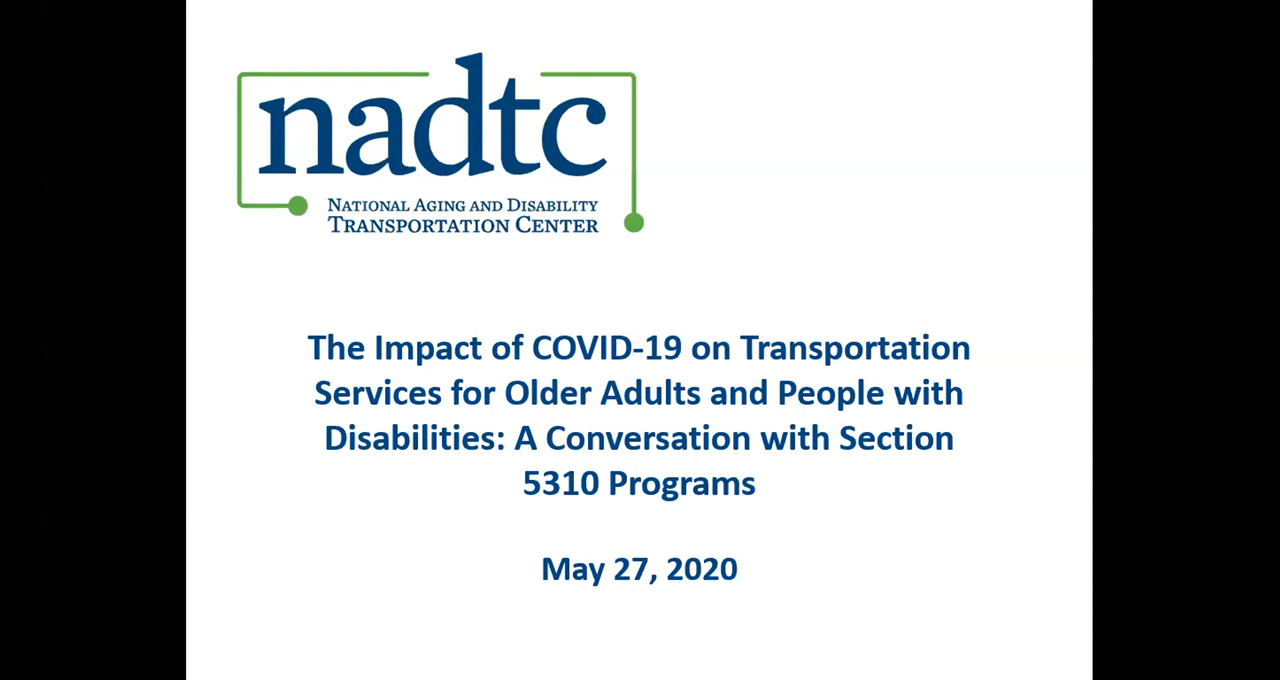 nadtc
NATIONAL AGING AND DISABILITY
TRANSPORTATION CENTER
The Impact of COVID-19 on Transportation
Services for Older Adults and People with
Disabilities: A Conversation with Section
5310 Programs
May 27, 2020